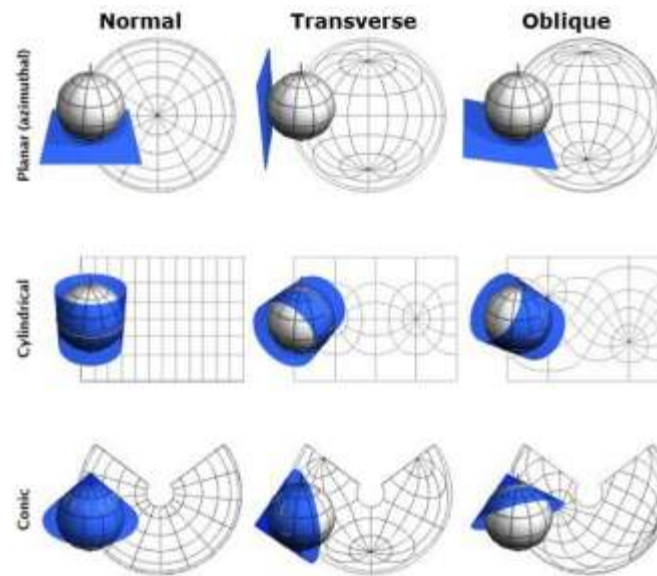 Normal
Transverse
Oblique
Planar (azimuthal)
Cylindrical
Conic